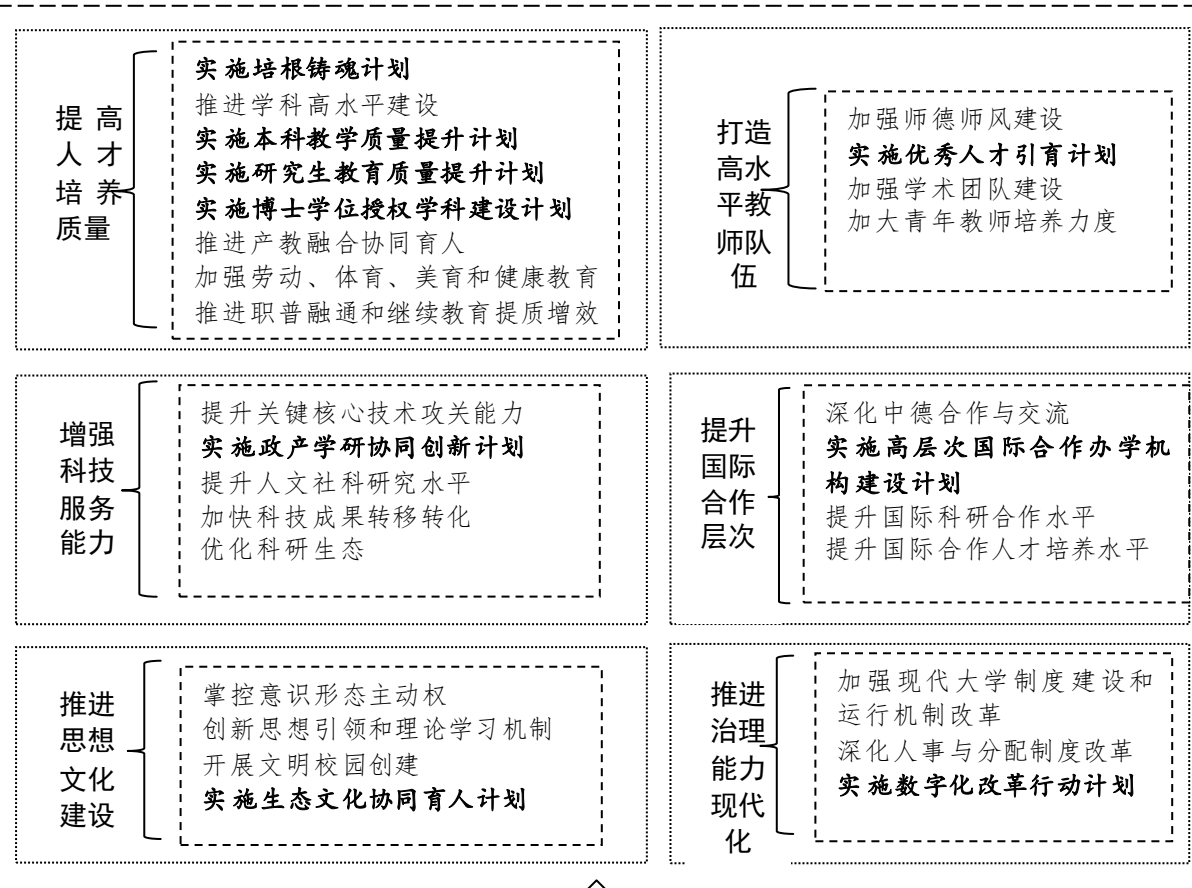 提 高
人 才
培 养
质量
实施培根铸魂计划
推进学科高水平建设
实施本科教学质量提升计划
实施研究生教育质量提升计划
实施博士学位授权学科建设计划
推进产教融合协同育人
加强劳动、体育、美育和健康教育
推进职普融通和继续教育提质增效
打造
高水
平教
师队
伍
加强师德师风建设
实施优秀人才引育计划
加强学术团队建设
加大青年教师培养力度
增强
科技
服务
能力
提升关键核心技术攻关能力
实施政产学研协同创新计划
提升人文社科研究水平
加快科技成果转移转化
优化科研生态
提升
国际
合作
层次
深化中德合作与交流
实施高层次国际合作办学机
构建设计划
提升国际科研合作水平
提升国际合作人才培养水平
推进
思想
文化
建设
掌控意识形态主动权
创新思想引领和理论学习机制
开展文明校园创建
实施生态文化协同育人计划
推进
治理
能力
现代
化
加强现代大学制度建设和
运行机制改革
深化人事与分配制度改革
实施数字化改革行动计划